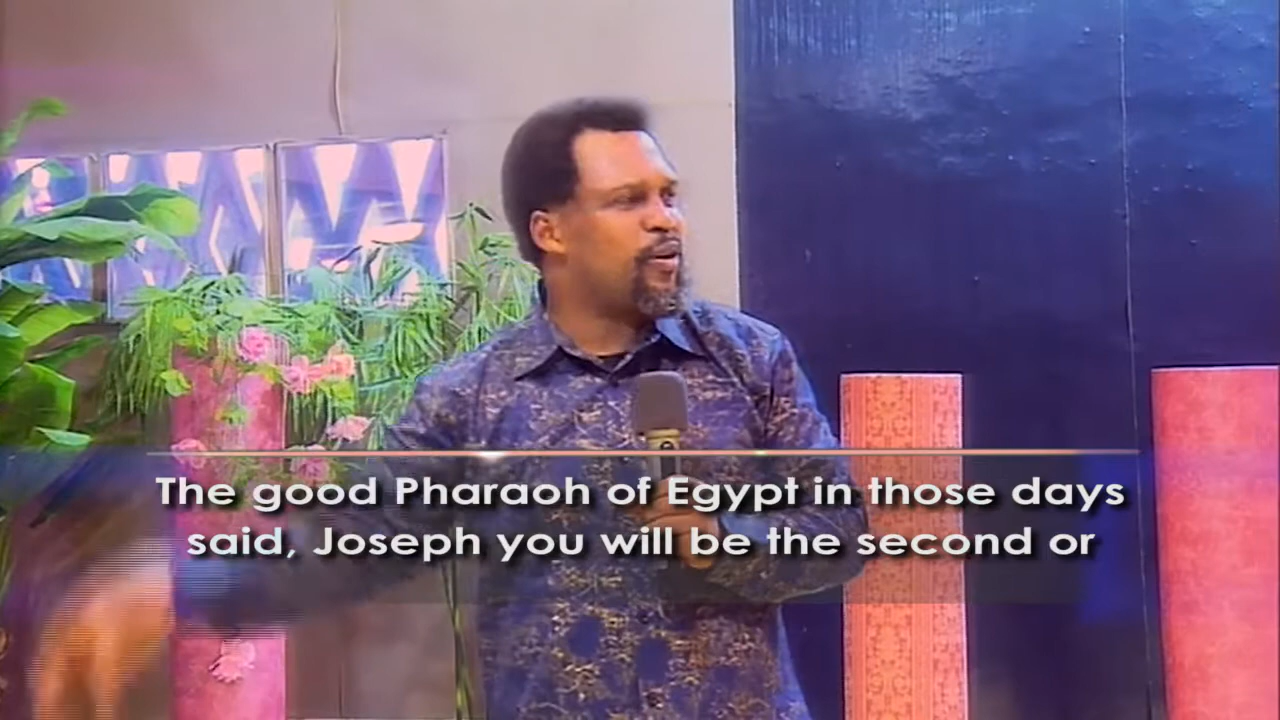 The good Pharaoh of Egypt in those days
said, Joseph you will be the second or